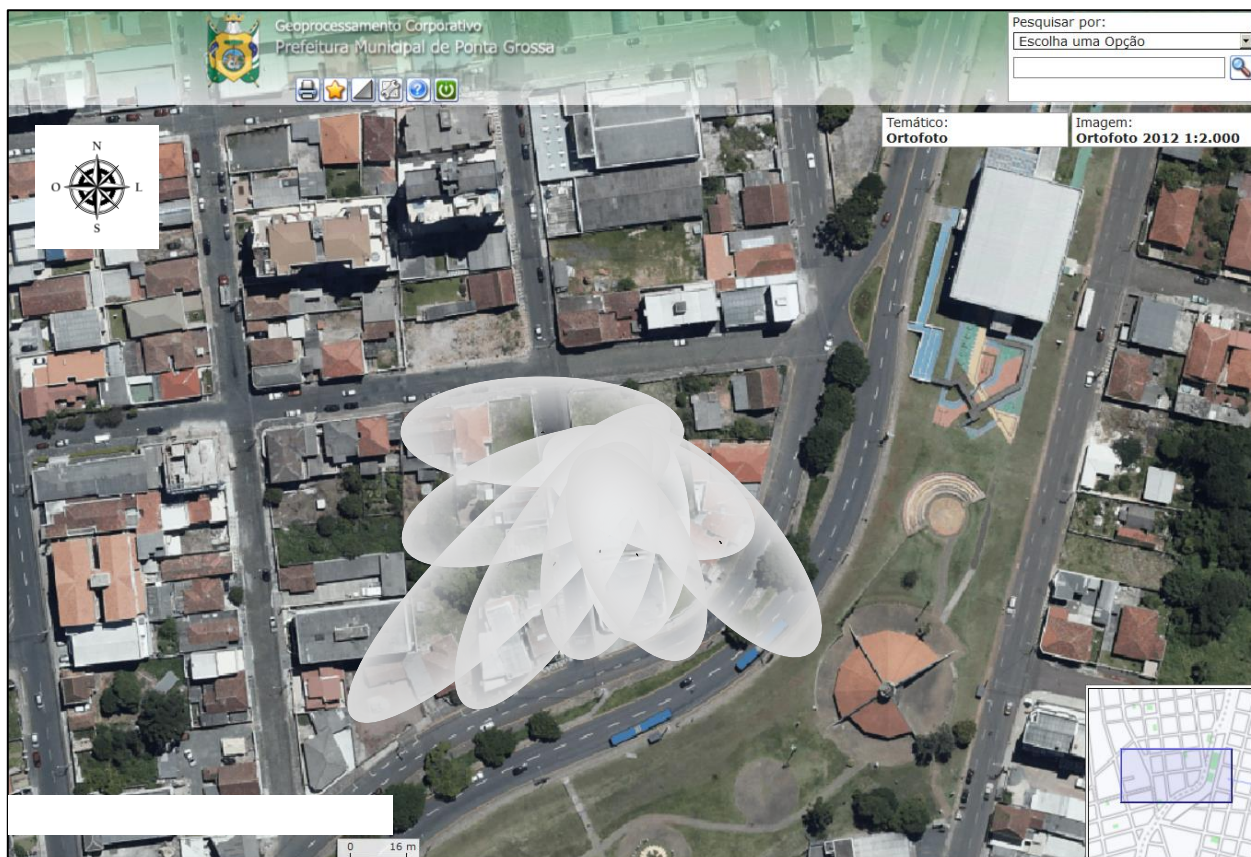 Geoprocessamento Corporativo
Prefeitura Municipal de Ponta Grossa
Pesquisar por:
Escolha uma Opção
Temático:
Ortofoto
Imagem:
Ortofoto 2012 1:2.000
N
O L
S
0 16 m